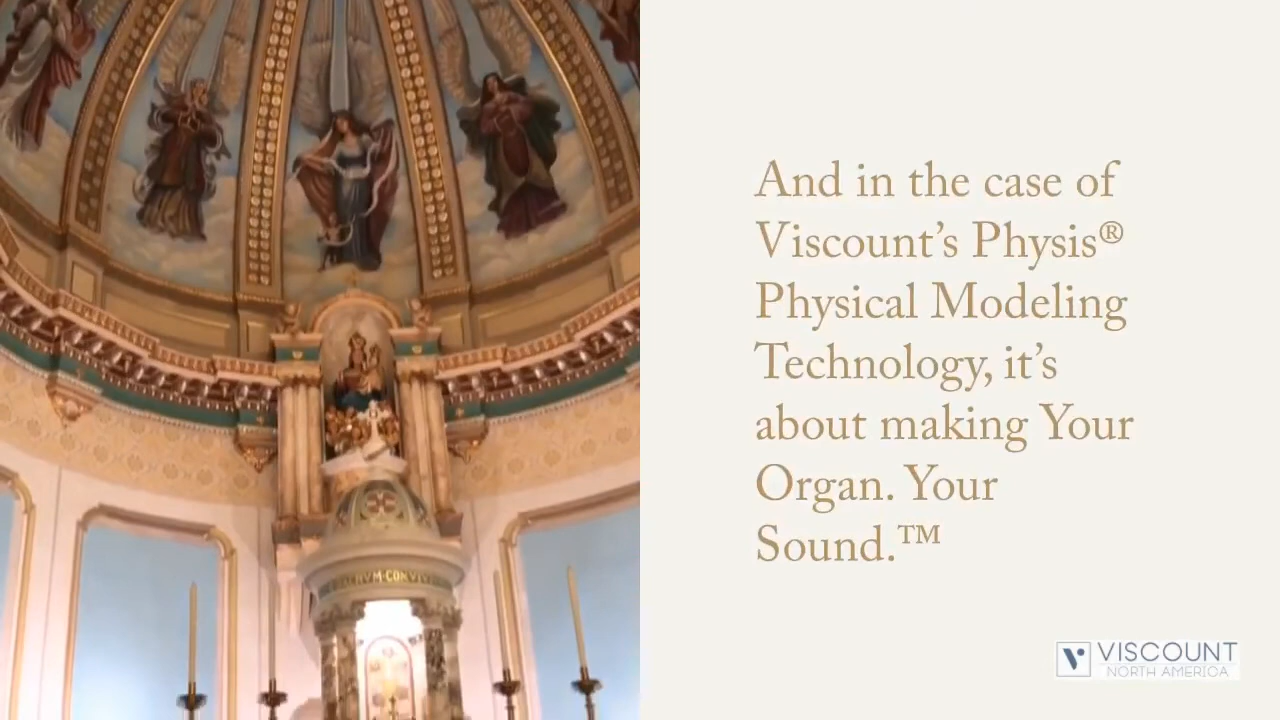 And in the case of
Viscount’s Physis®
Physical Modeling
Technology, it’s
about making Your
Organ. Your
Sound.™
VISCOUNT
NORTH AMERICA